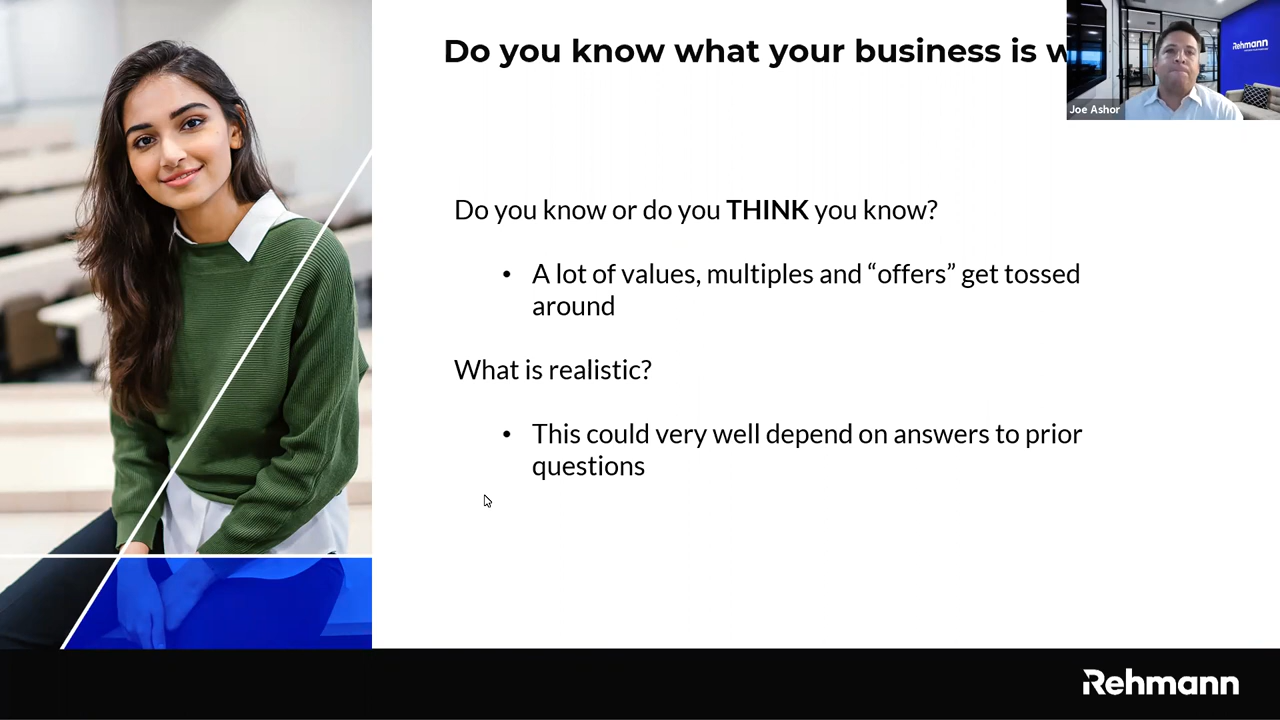 Do you know what your business is
Rehmann
Joe Ashor
Do you know or do you THINK you know?
• A lot of values, multiples and “offers” get tossed
around
What is realistic?
• This could very well depend on answers to prior
questions
Rehmann